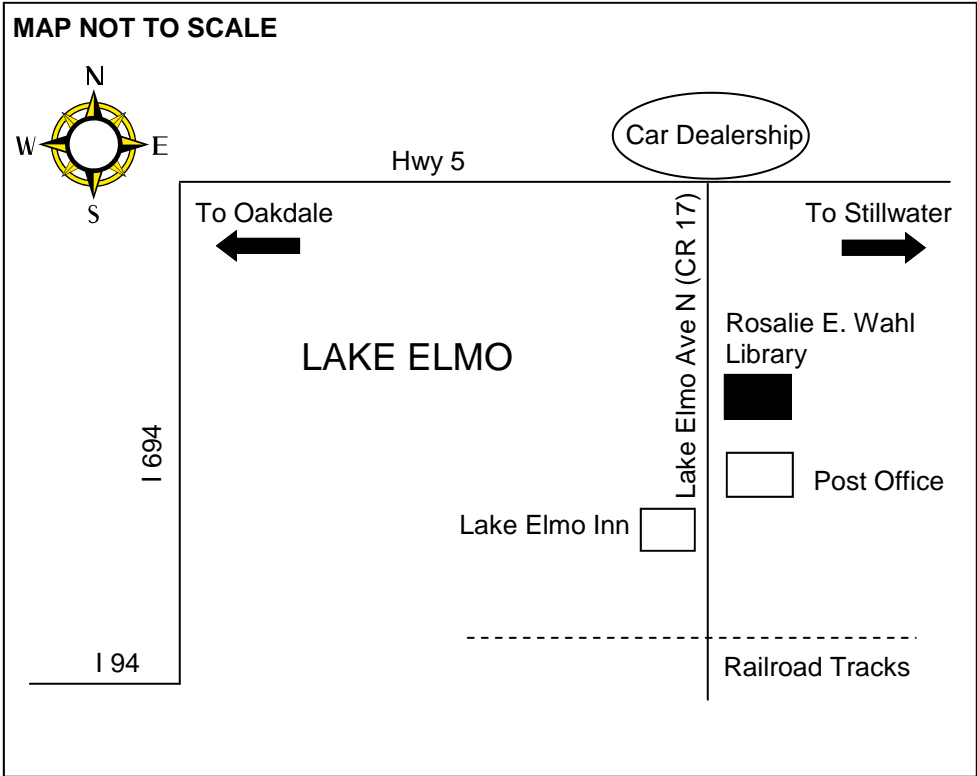 MAP NOT TO SCALE
N
W
E
S
Car Dealership
Hwy 5
To Oakdale
To Stillwater
Lake Elmo Ave N (CR 17)
Rosalie E. Wahl
Library
LAKE ELMO
I 694
Post Office
Lake Elmo Inn
I 94
Railroad Tracks